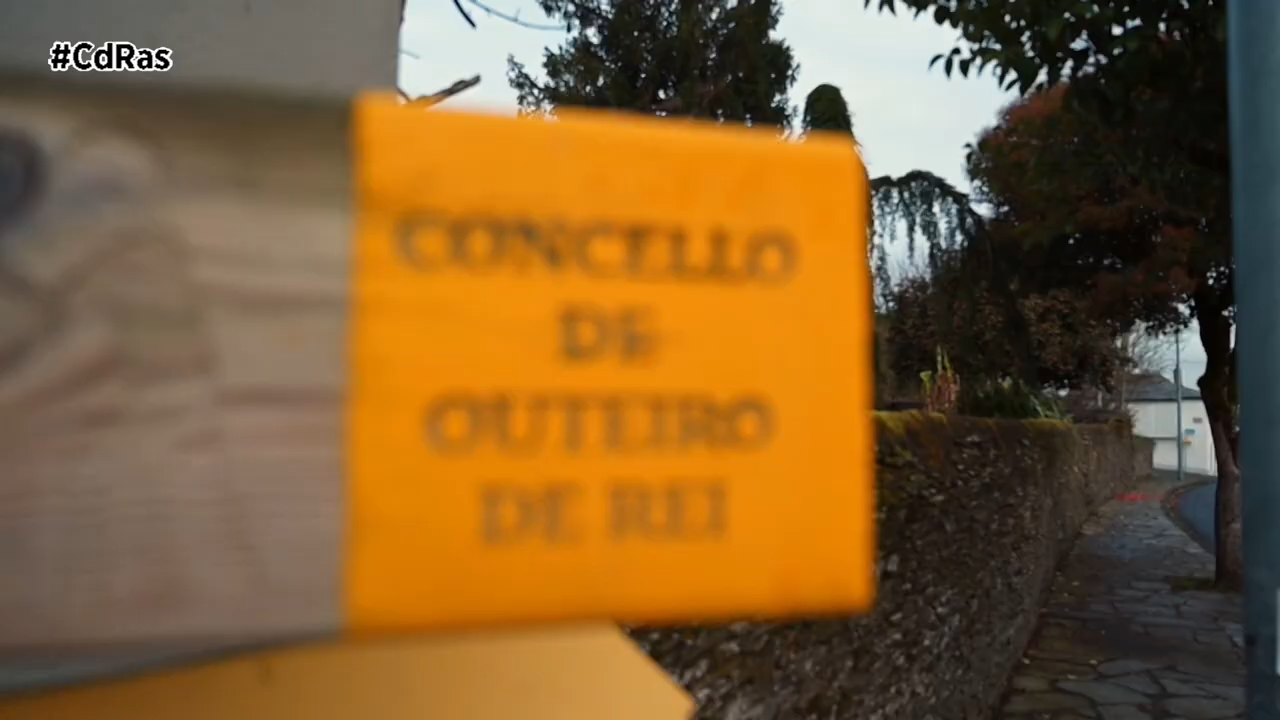 #CdRas
CONCELLO
DE
OUTEIRO
DE REI